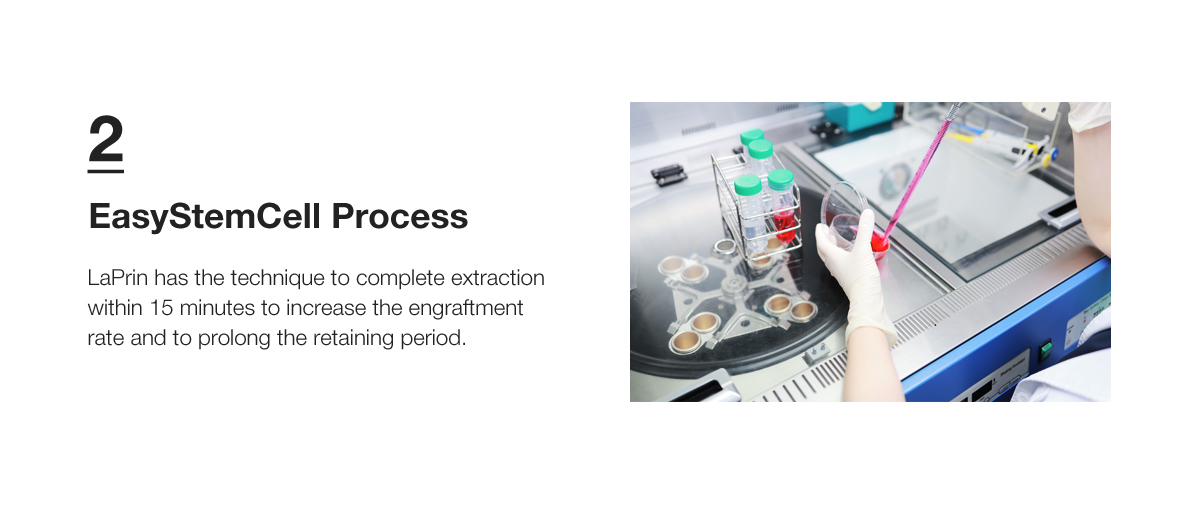 2
EasyStemCell Process
LaPrin has the technique to complete extraction
within 15 minutes to increase the engraftment
rate and to prolong the retaining period.